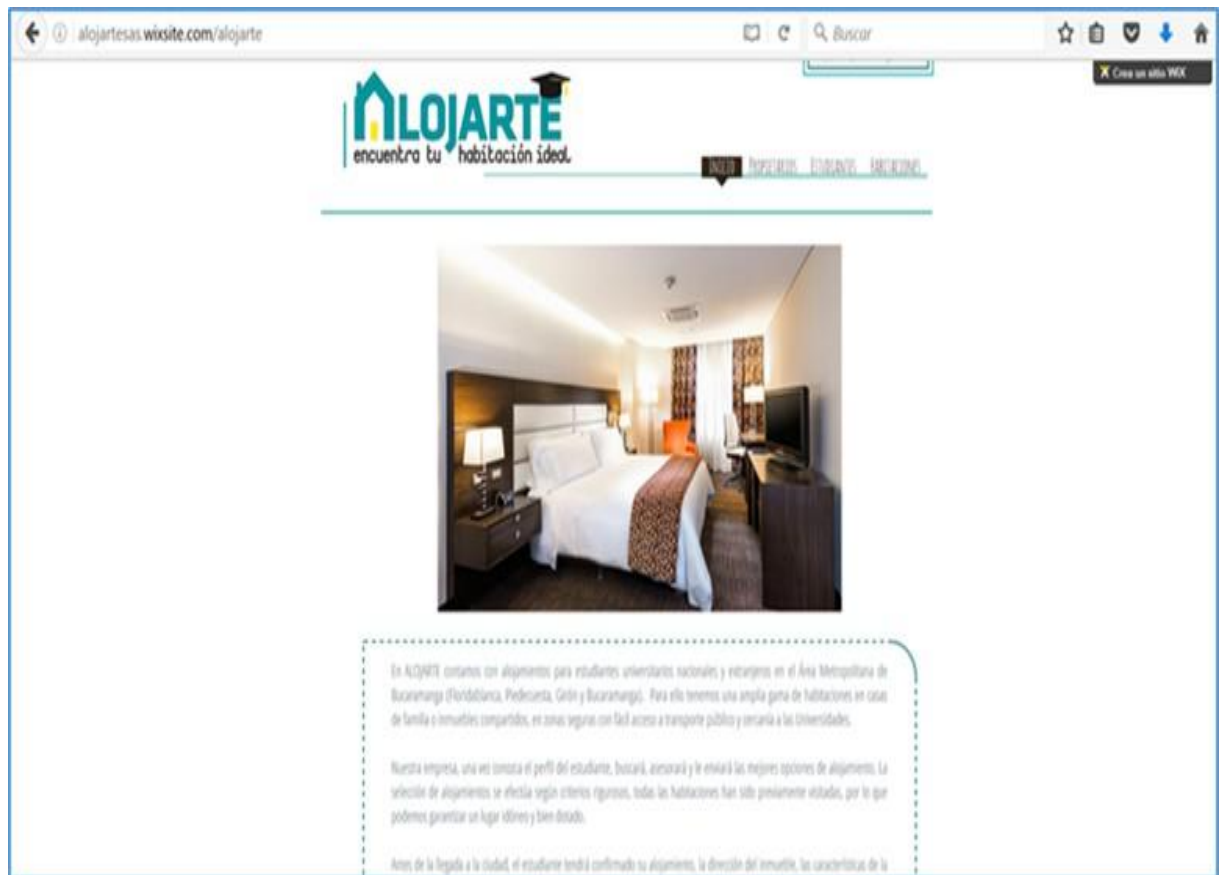 alojartesas.wixsite.com/alojarte
Buscar
Crea un sitio WIX
ALOJARTE
encuentra tu habitación ideal.
INICIO PROPIETARIOS ESTUDIANTES HABITACIONES
En ALOJARTE contamos con alojamientos para estudiantes universitarios nacionales y extranjeros en el Área Metropolitana de
Bucaramanga (Floridablanca, Piedecuesta, Girón y Bucaramanga). Para ello tenemos una amplia gama de habitaciones en casas
de familia o inmuebles compartidos, en zonas seguras con fácil acceso a transporte público y cercanía a las Universidades.
Nuestra empresa, una vez conozca el perfil del estudiante, buscará, asesorará y le enviará las mejores opciones de alojamiento. La
selección de alojamientos se efectúa según criterios rigurosos, todas las habitaciones han sido previamente visitadas, por lo que
podemos garantizar un lugar idóneo y bien dotado.
Antes de la llegada a la ciudad, el estudiante tendrá confirmado su alojamiento, la dirección del inmueble, las características de la